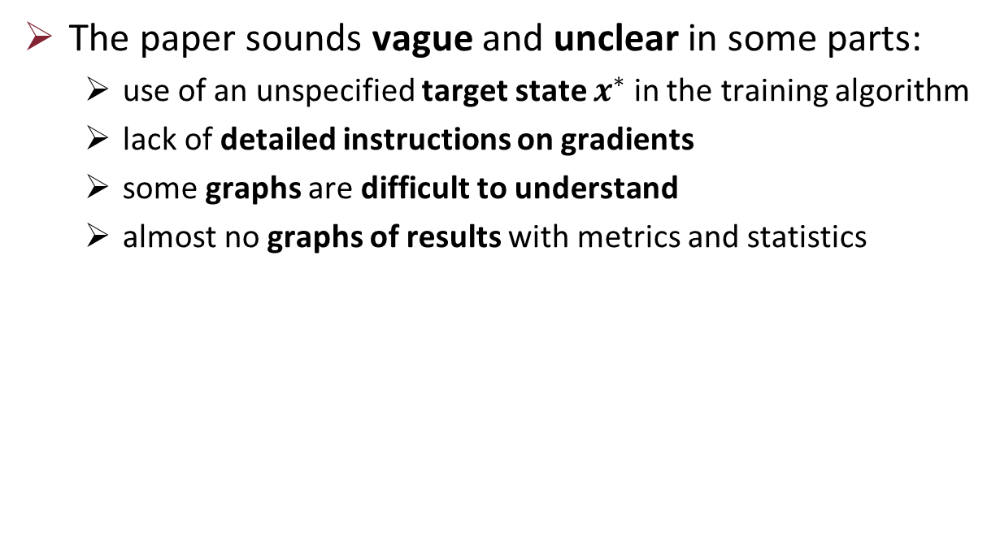 ➢ The paper sounds vague and unclear in some parts:
➢ use of an unspecified target state x* in the training algorithm
➢ lack of detailed instructions on gradients
➢ some graphs are difficult to understand
➢ almost no graphs of results with metrics and statistics